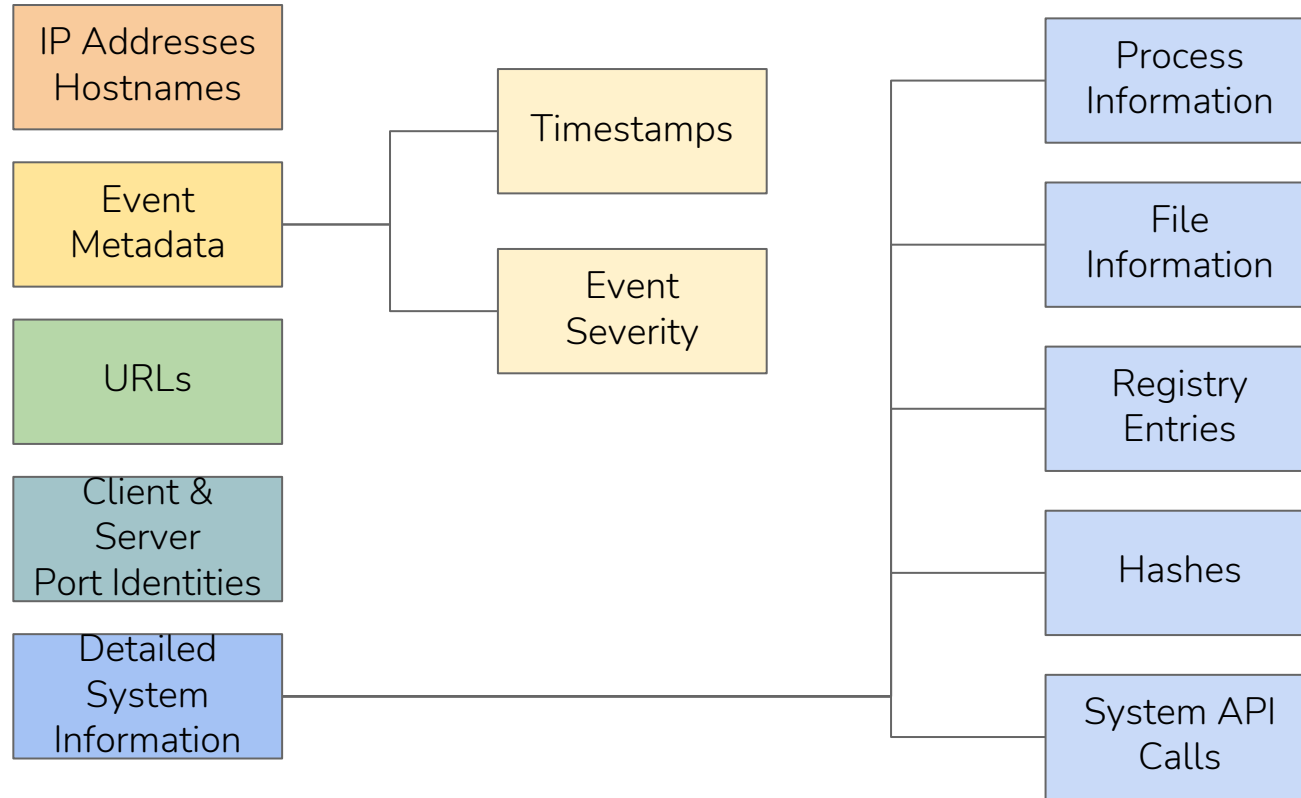 IP Addresses
Hostnames
Event
Metadata
URLs
Client &
Server
Port Identities
Detailed
System
Information
Timestamps
Event
Severity
Process
Information
File
Information
Registry
Entries
Hashes
System API
Calls